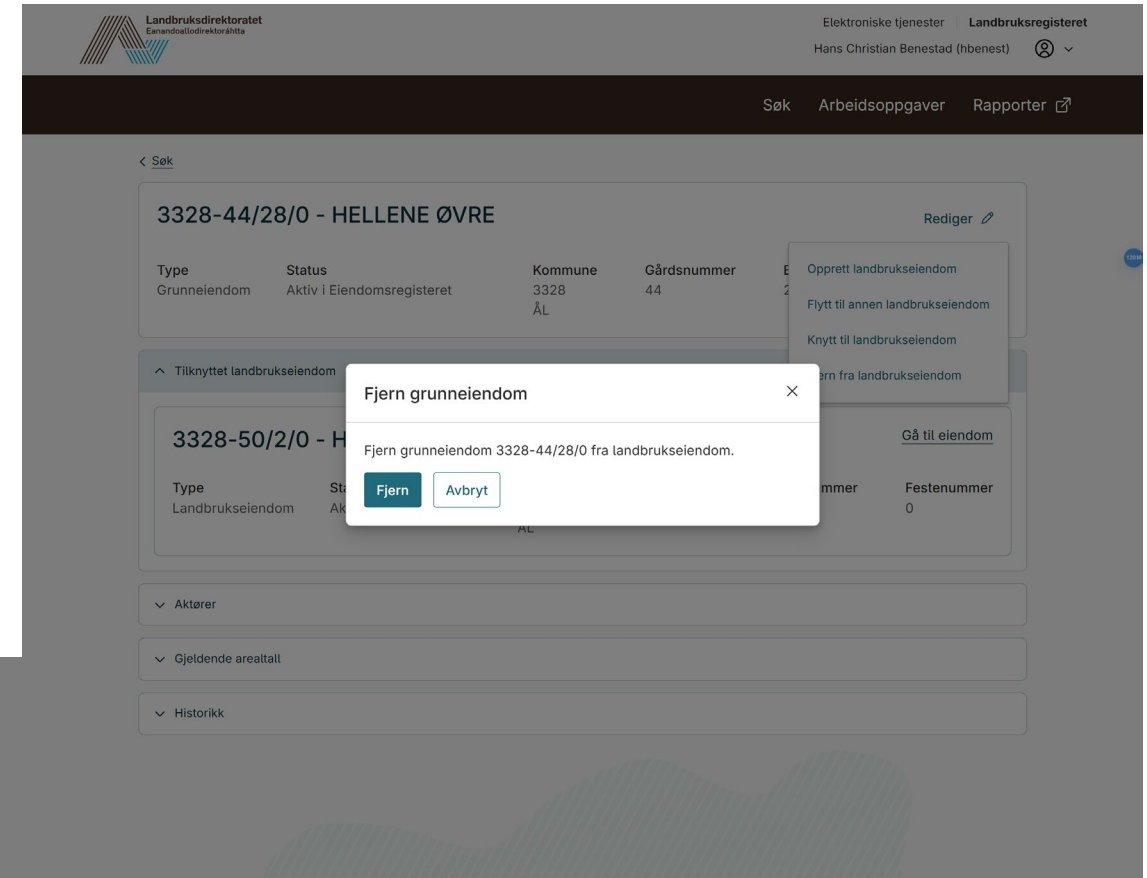 Landbruksdirektoratet
Eanandoallodirektoráhtta
Elektroniske tjenester Landbruksregisteret
Hans Christian Benestad (hbenest)
Søk Arbeidsoppgaver Rapporter
Søk
3328-44/28/0 - HELLENE ØVRE
Rediger
Type Status Kommune Gårdsnummer
Grunneiendom Aktiv i Eiendomsregisteret 3328 44
ÅL
Opprett landbrukseiendom
Flytt til annen landbrukseiendom
Knytt til landbrukseiendom
fra landbrukseiendom
Tilknyttet landbrukseiendom
Fjern grunneiendom
Fjern grunneiendom 3328-44/28/0 fra landbrukseiendom.
Fjern Avbryt
3328-50/2/0 - H
Gå til eiendom
Type Festenummer
Landbrukseiendom 0
ÅL
Aktører
Gjeldende arealtall
Historikk